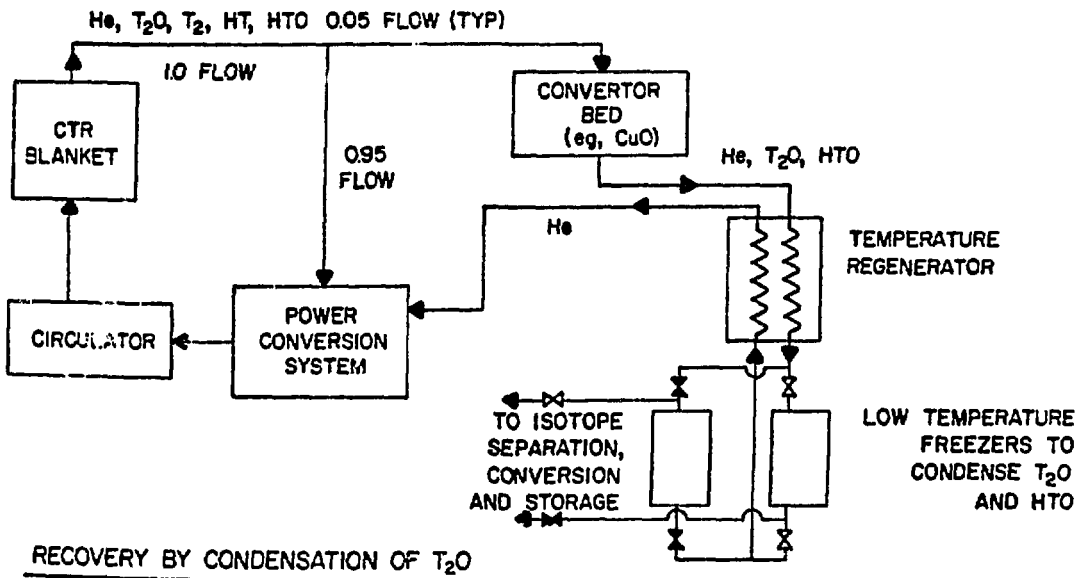 He, T₂O, T₂, HT, HTO 0.05 FLOW (TYP)
1.0 FLOW
CTR
BLANKET
0.95
FLOW
CONVERTOR
BED
(eg, CuO)
He, T₂O, HTO
He
TEMPERATURE
REGENERATOR
CIRCULATOR
POWER
CONVERSION
SYSTEM
TO ISOTOPE
SEPARATION,
CONVERSION
AND STORAGE
LOW TEMPERATURE
FREEZERS TO
CONDENSE T₂O
AND HTO
RECOVERY BY CONDENSATION OF T₂O